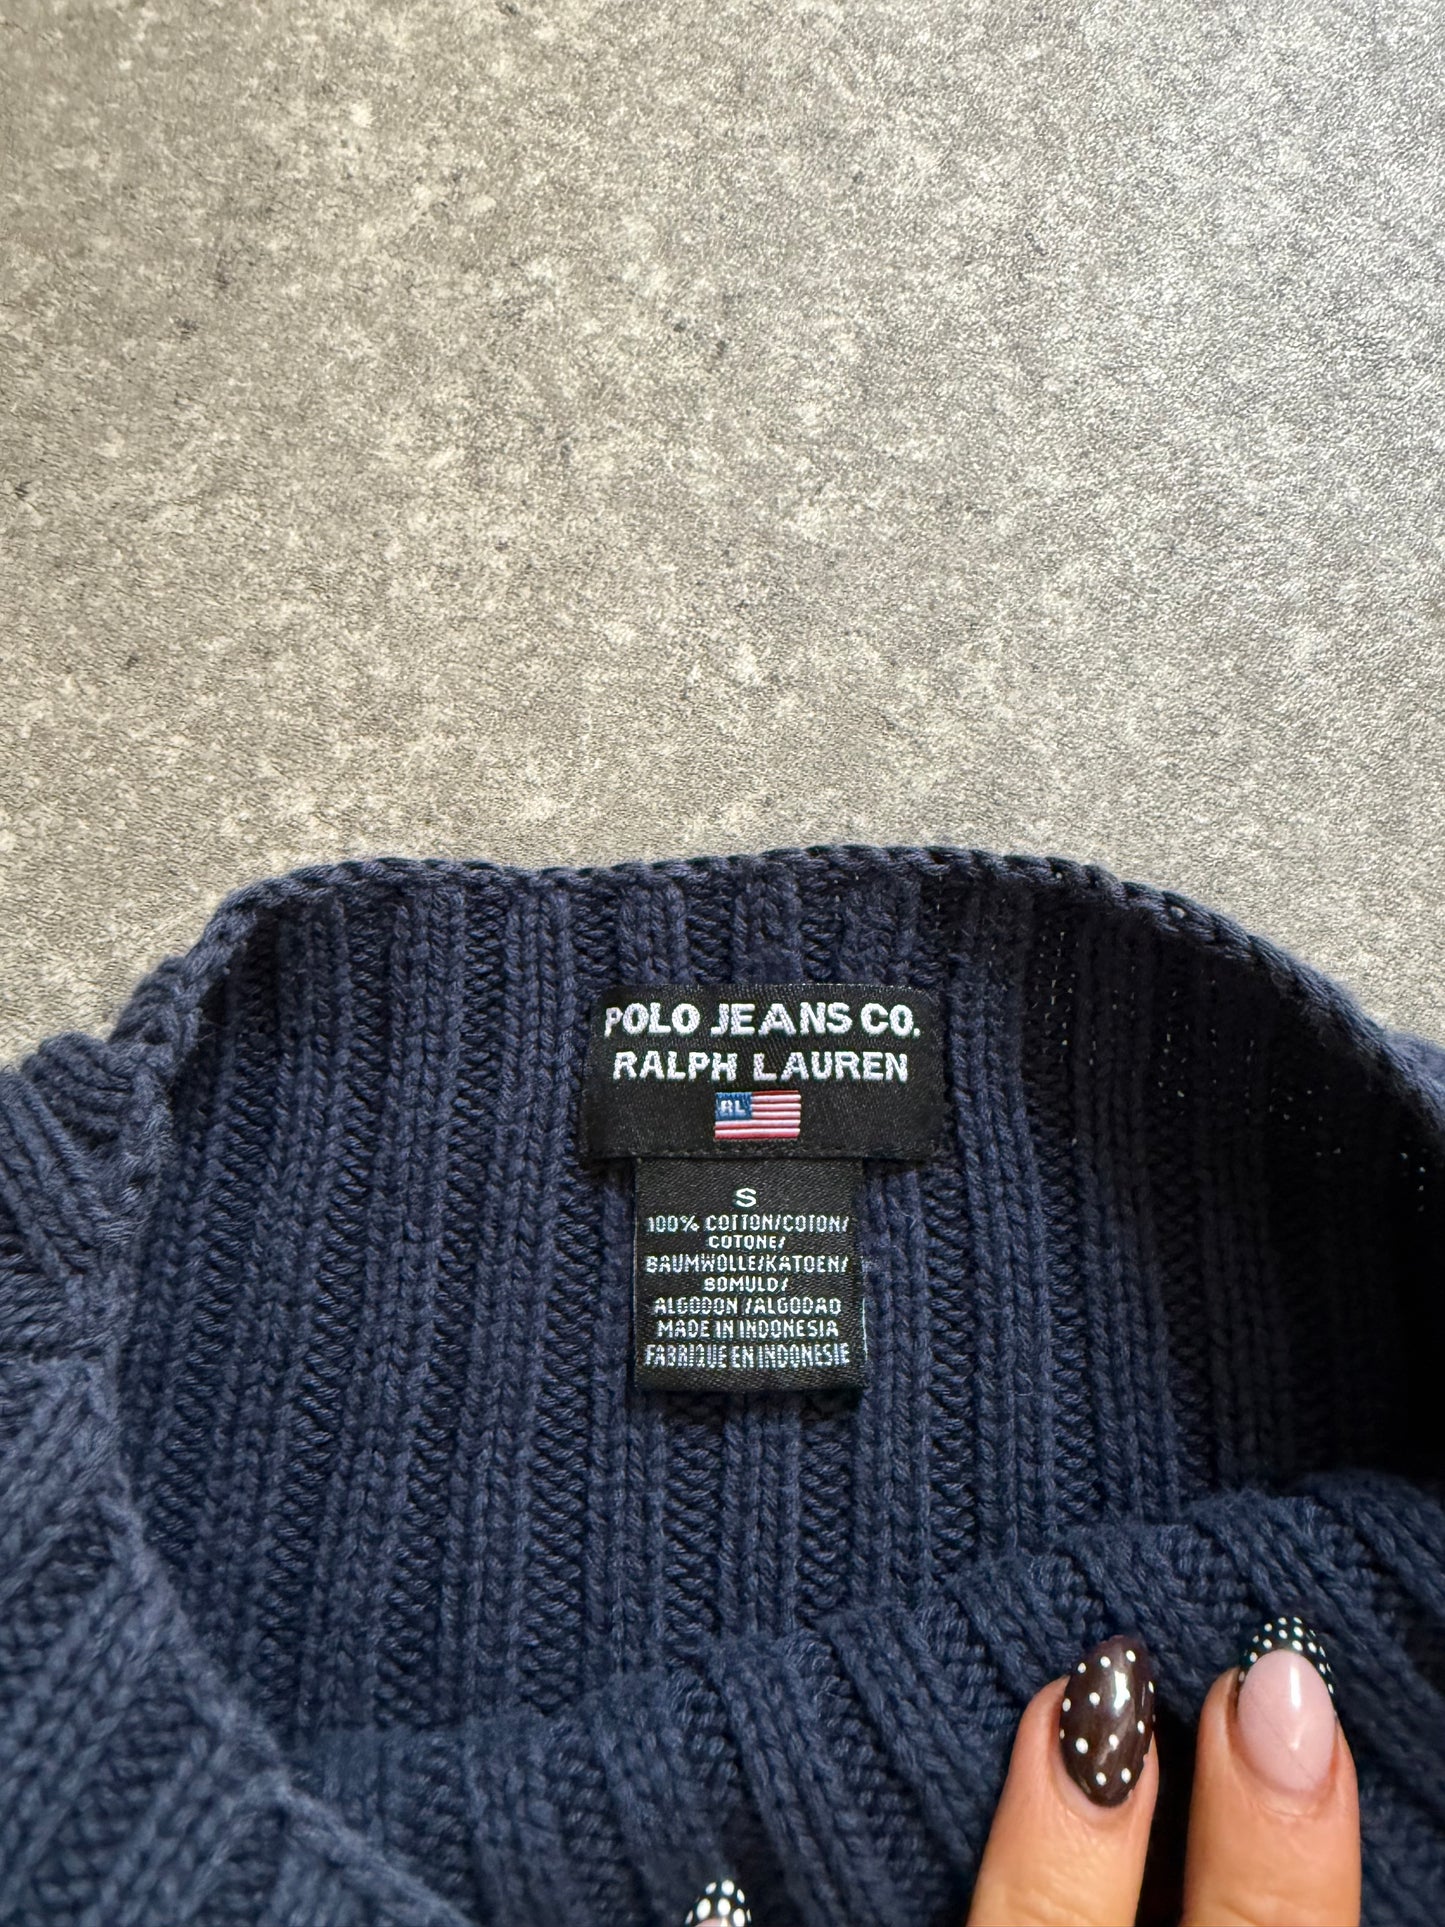 POLO JEANS CO.
RALPH LAUREN
RL
S
100% COTTON/COTON/
COTONE/
BAUMWOLLE/KATOEN/
BOMULD/
ALGODON/ALGODAO
MADE IN INDONESIA
FABRIQUE EN INDONESIE